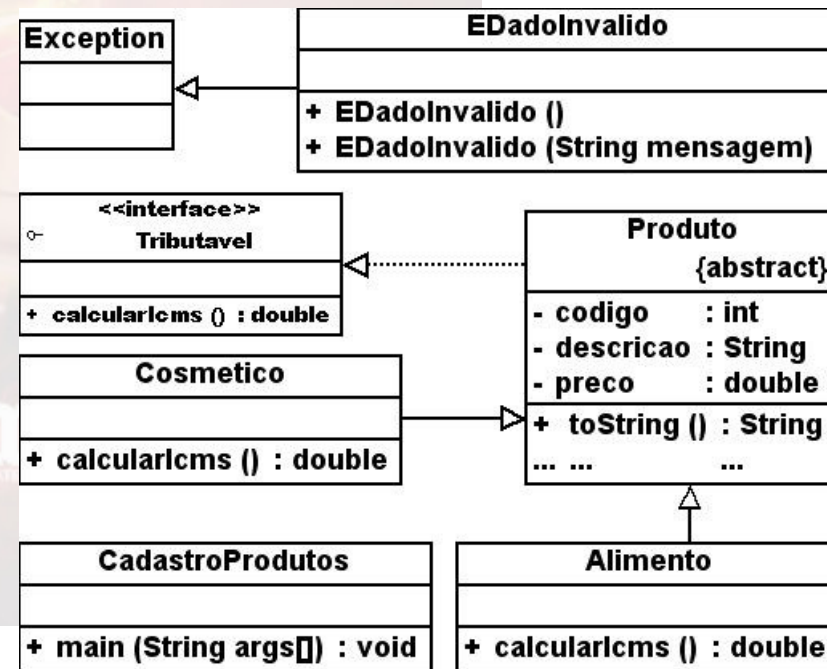 Exception
EDadoInvalido
+ EDadoInvalido ()
+ EDadoInvalido (String mensagem)
<<interface>>
Tributavel
+ calcularIcms () : double
Produto
{abstract}
- codigo : int
- descricao : String
- preco : double
+ toString () : String
... ... ...
Cosmetico
+ calcularIcms () : double
CadastroProdutos
+ main (String args[]) : void
Alimento
+ calcularIcms () : double